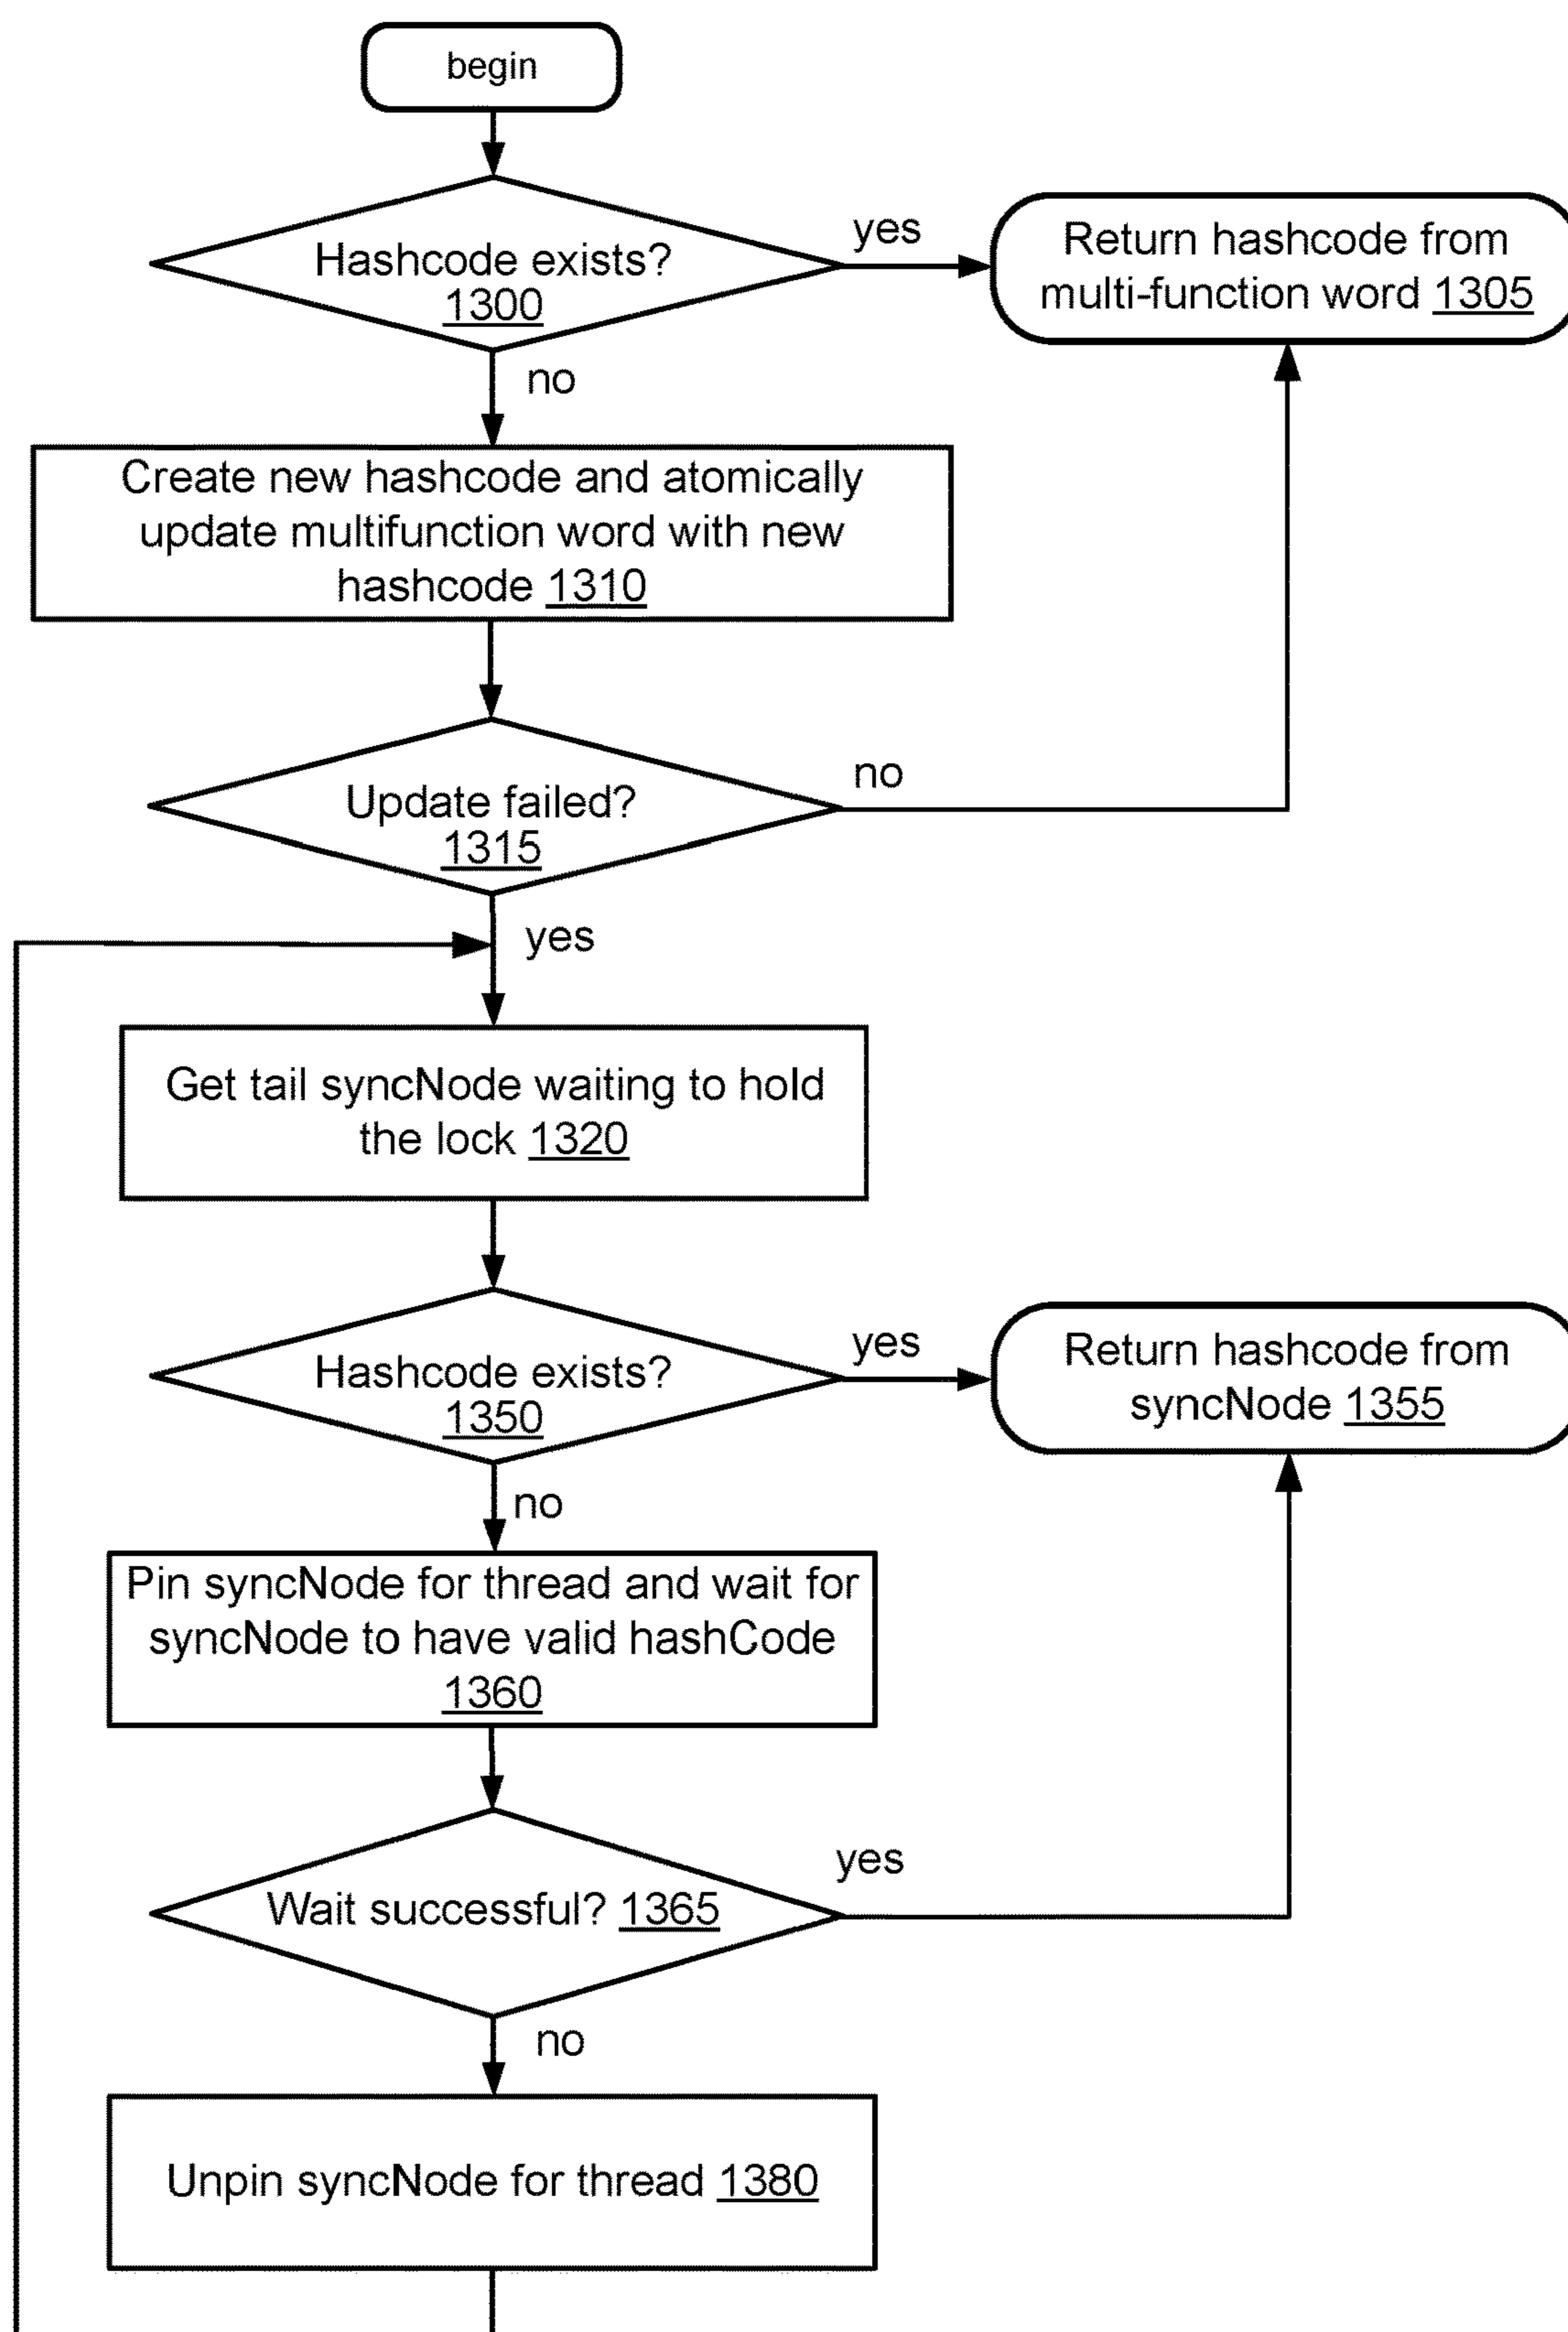 begin
Hashcode exists?
1300
yes
Return hashcode from
multi-function word 1305
no
Create new hashcode and atomically
update multifunction word with new
hashcode 1310
Update failed?
1315
no
yes
Get tail syncNode waiting to hold
the lock 1320
Hashcode exists?
1350
yes
Return hashcode from
syncNode 1355
no
Pin syncNode for thread and wait for
syncNode to have valid hashCode
1360
Wait successful? 1365
yes
no
Unpin syncNode for thread 1380